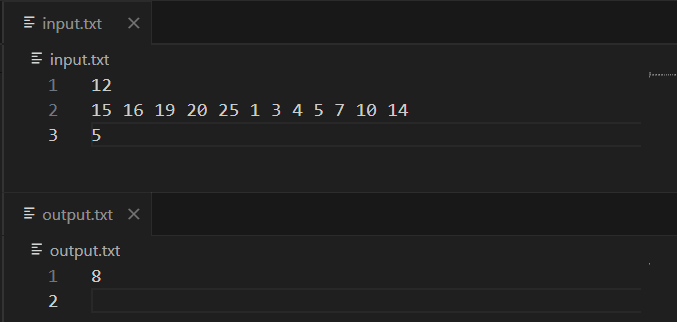 input.txt
input.txt
1 12
2 15 16 19 20 25 1 3 4 5 7 10 14
3 5
output.txt
output.txt
1 8
2